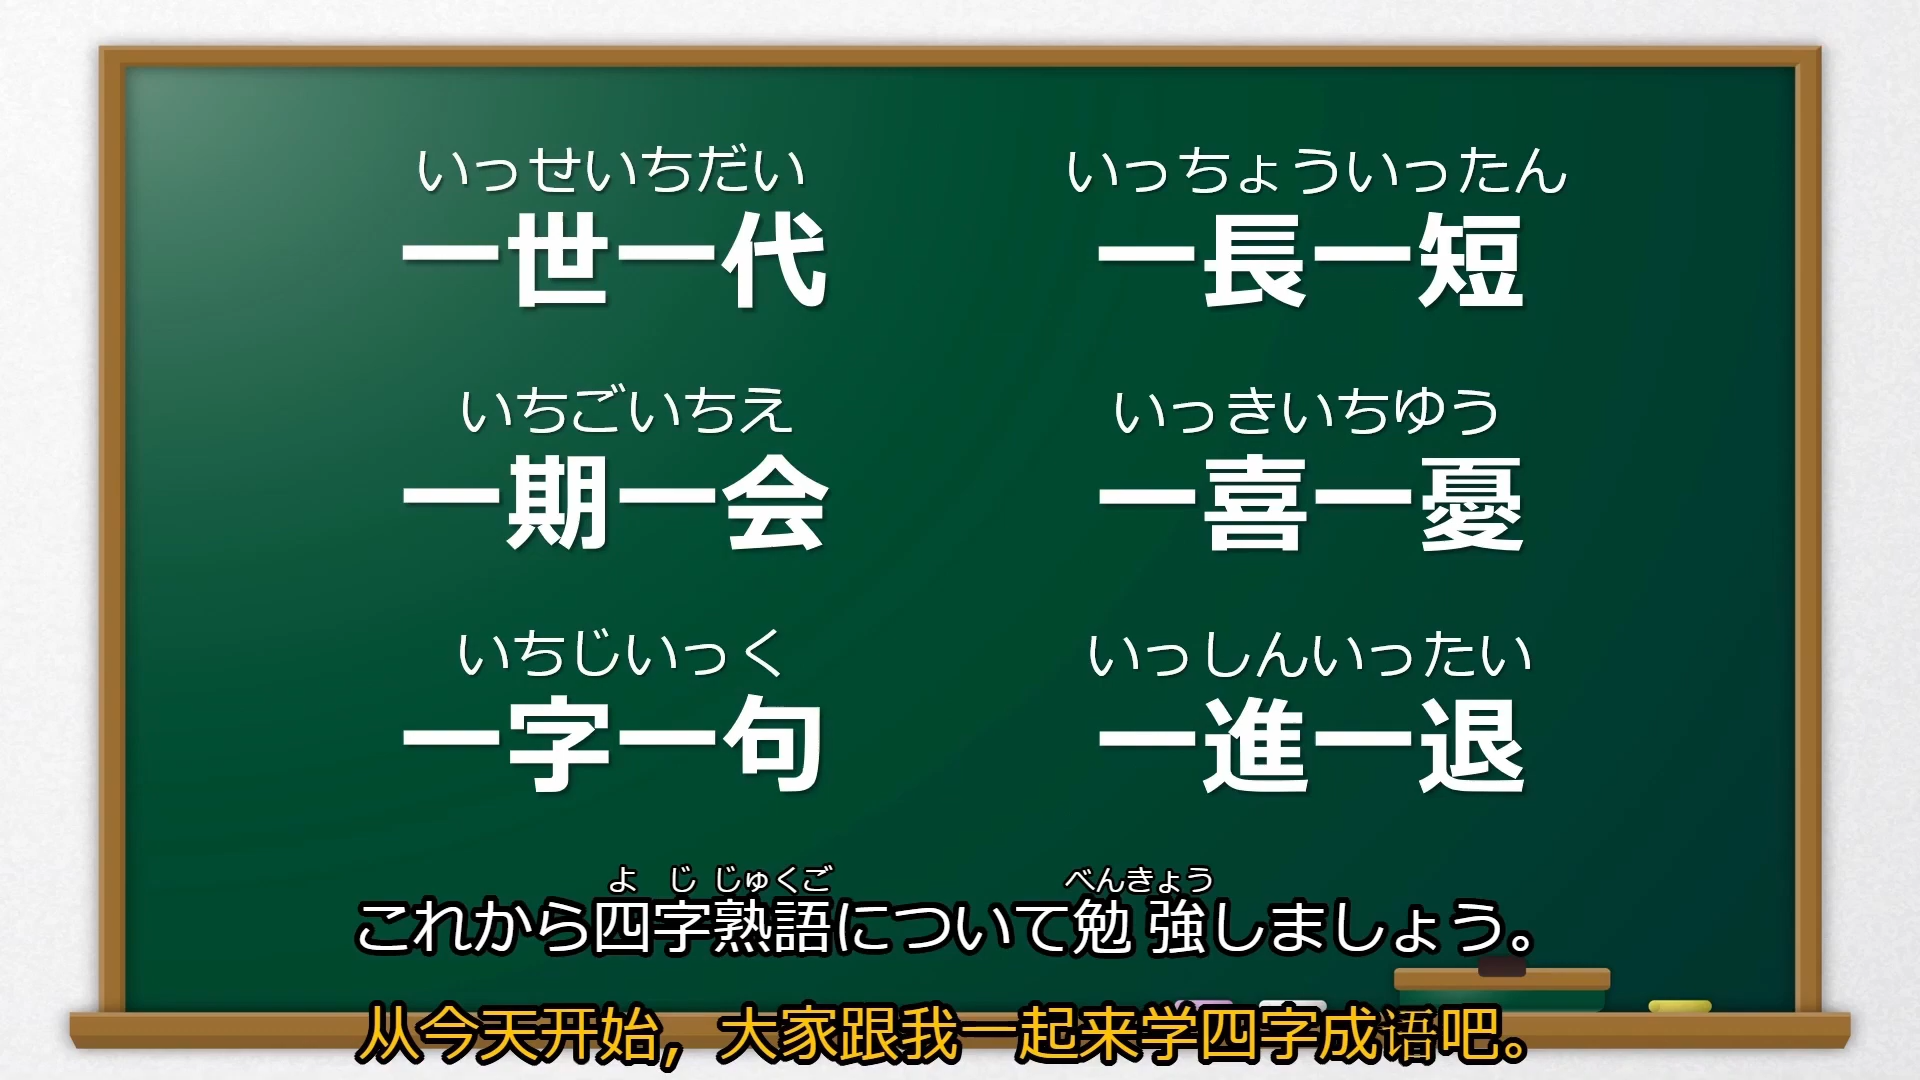 いっせいちだい
一世一代
いっちょういったん
一長一短
いちごいちえ
一期一会
いっきいちゆう
一喜一憂
いちじいっく
一字一句
いっしんいったい
一進一退
よ じ じゅくご べんきょう
これから四字熟語について勉強しましょう。
从今天开始，大家跟我一起来学四字成语吧。